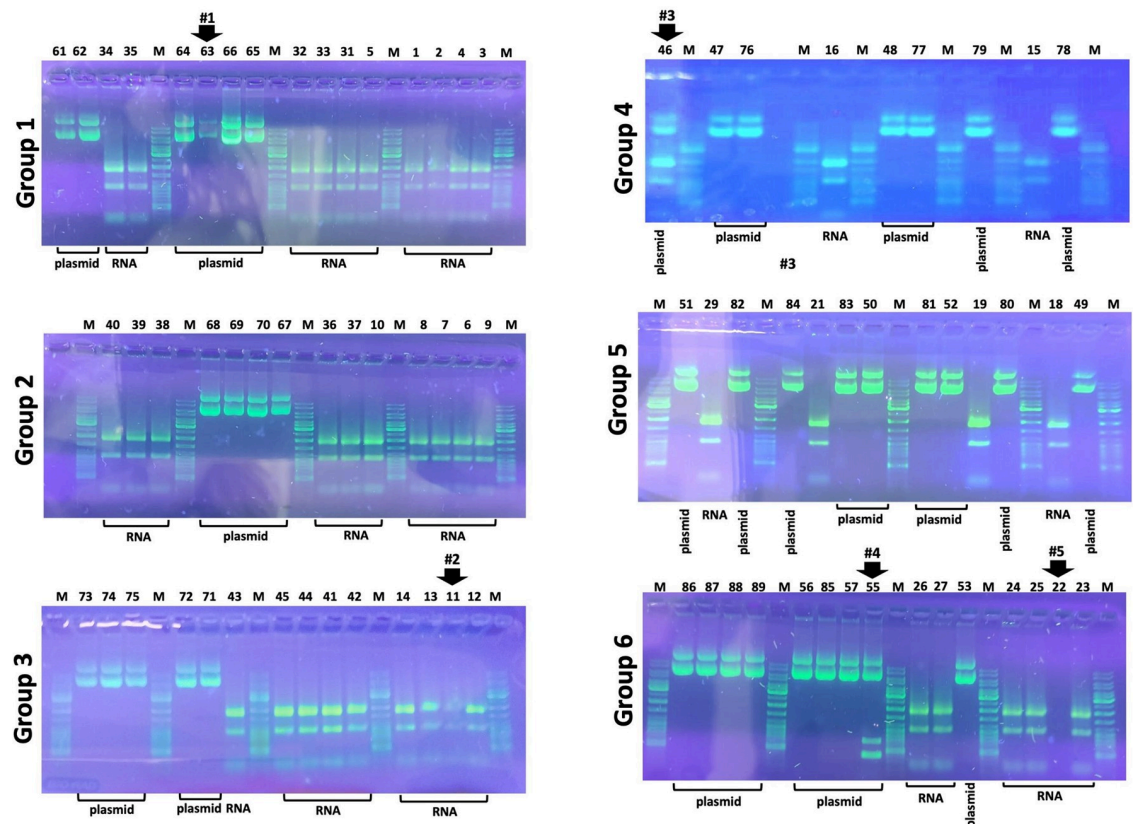 #1
61 62 34 35 M 64 63 66 65 M 32 33 31 5 M 1 2 4 3 M
Group 1
plasmid RNA plasmid RNA RNA
M 40 39 38 M 68 69 70 67 M 36 37 10 M 8 7 6 9 M
Group 2
RNA plasmid RNA RNA
#2
M 73 74 75 M 72 71 43 M 45 44 41 42 M 14 13 11 12 M
Group 3
plasmid plasmid RNA RNA RNA
#3
46 M 47 76 M 16 M 48 77 M 79 M 15 78 M
Group 4
plasmid plasmid RNA plasmid plasmid RNA plasmid
#3
M 51 29 82 M 84 21 83 50 M 81 52 19 80 M 18 49 M
Group 5
plasmid RNA plasmid plasmid plasmid plasmid plasmid RNA plasmid
#4 #5
M 86 87 88 89 M 56 85 57 55 M 26 27 53 M 24 25 22 23 M
Group 6
plasmid plasmid RNA plasmid RNA